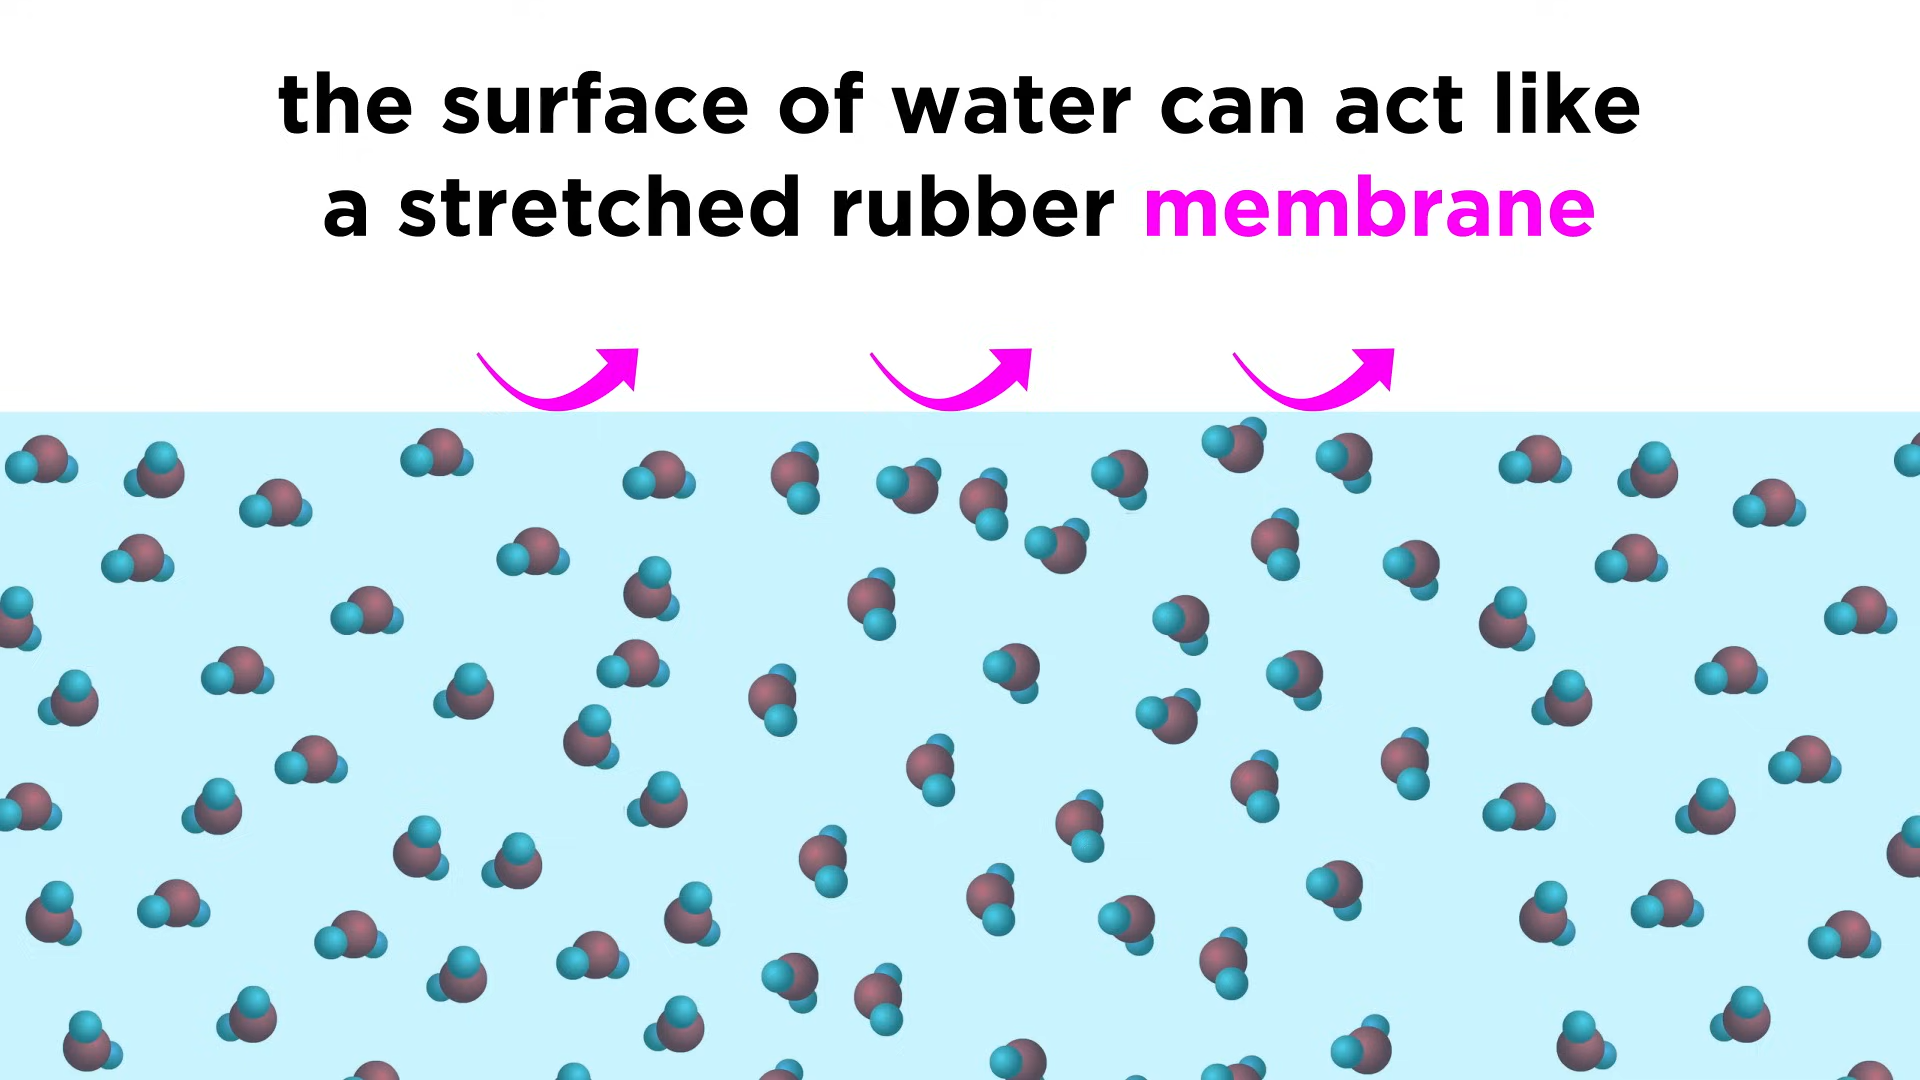 the surface of water can act like
a stretched rubber membrane